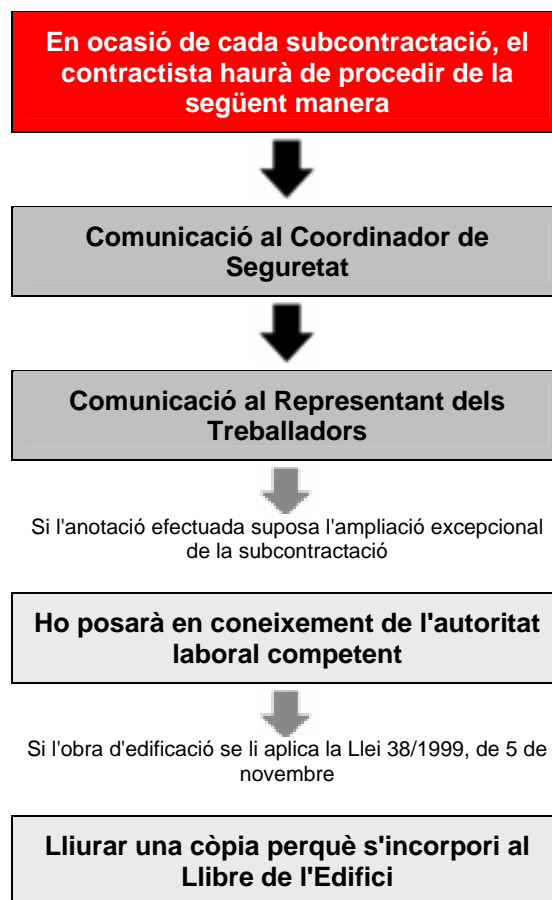 En ocasió de cada subcontractació, el
contractista haurà de procedir de la
següent manera
Comunicació al Coordinador de
Seguretat
Comunicació al Representant dels
Treballadors
Si l'anotació efectuada suposa l'ampliació excepcional
de la subcontractació
Ho posarà en coneixement de l'autoritat
laboral competent
Si l'obra d'edificació se li aplica la Llei 38/1999, de 5 de
novembre
Lliurar una còpia perquè s'incorpori al
Llibre de l'Edifici